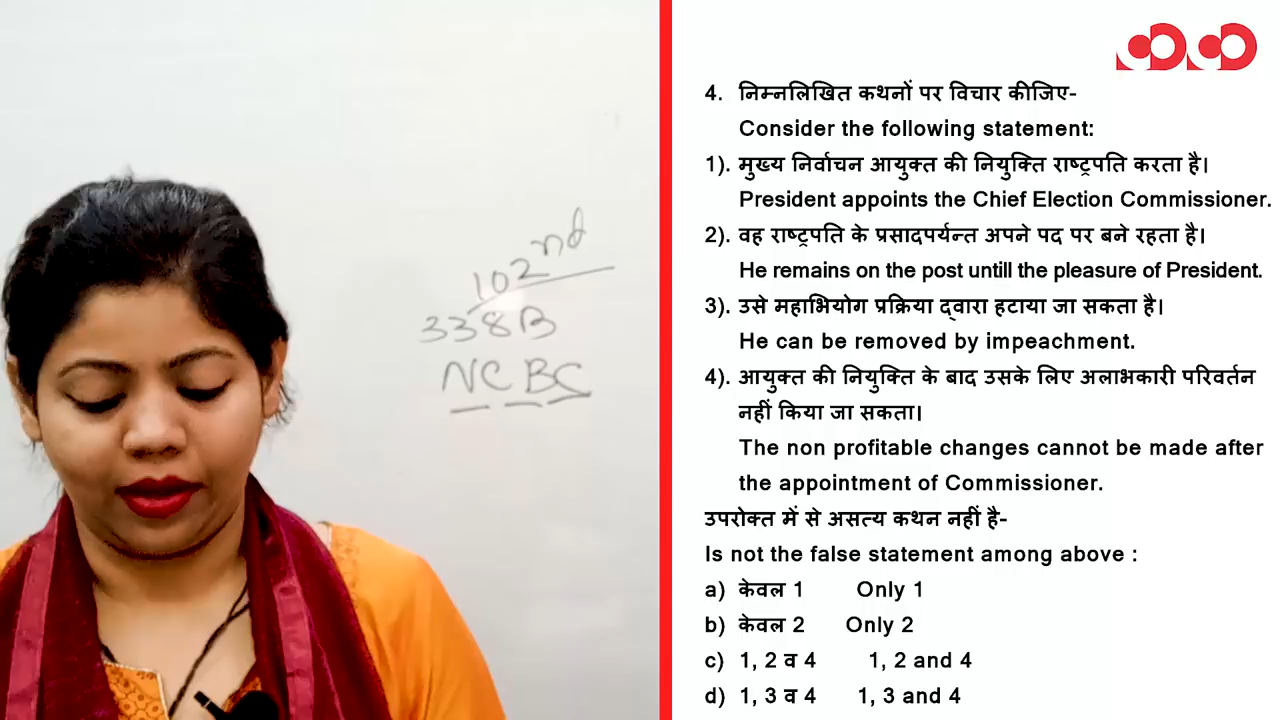 102nd
338B
NCBC
4. निम्नलिखित कथनों पर विचार कीजिए-
Consider the following statement:
1). मुख्य निर्वाचन आयुक्त की नियुक्ति राष्ट्रपति करता है।
President appoints the Chief Election Commissioner.
2). वह राष्ट्रपति के प्रसादपर्यन्त अपने पद पर बने रहता है।
He remains on the post untill the pleasure of President.
3). उसे महाभियोग प्रक्रिया द्वारा हटाया जा सकता है।
He can be removed by impeachment.
4). आयुक्त की नियुक्ति के बाद उसके लिए अलाभकारी परिवर्तन
नहीं किया जा सकता।
The non profitable changes cannot be made after
the appointment of Commissioner.
उपरोक्त में से असत्य कथन नहीं है-
Is not the false statement among above :
a) केवल 1 Only 1
b) केवल 2 Only 2
c) 1, 2 व 4 1, 2 and 4
d) 1, 3 व 4 1, 3 and 4